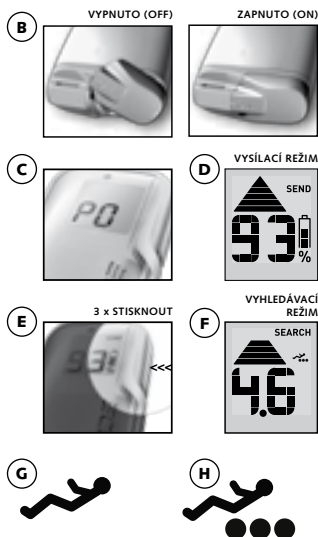 B VYPNUTO (OFF) ZAPNUTO (ON)
C P0
D VYSÍLACÍ REŽIM
SEND
93 %
E 3 x STISKNOUT
93
<<<
F VYHLEDÁVACÍ REŽIM
SEARCH
4.6
G H